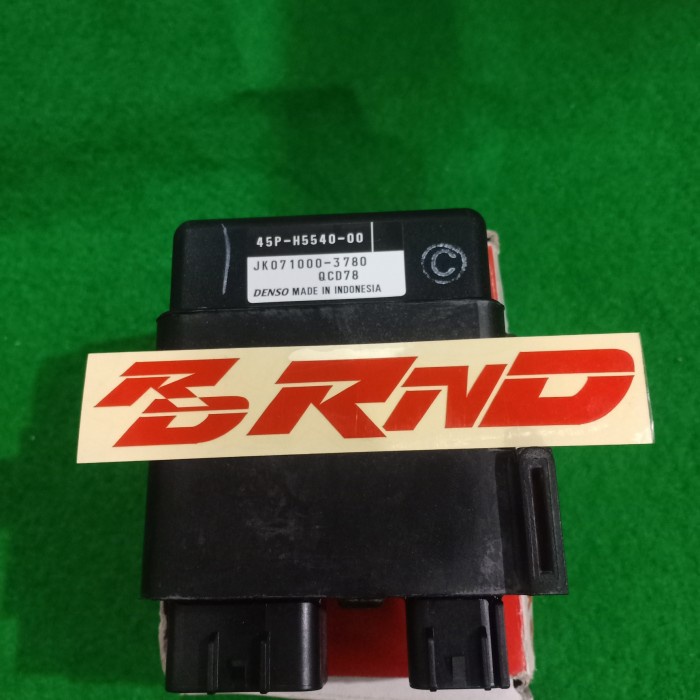 45P-H5540-00
JK071000-3780
QCD78
DENSO MADE IN INDONESIA
C
RD RND